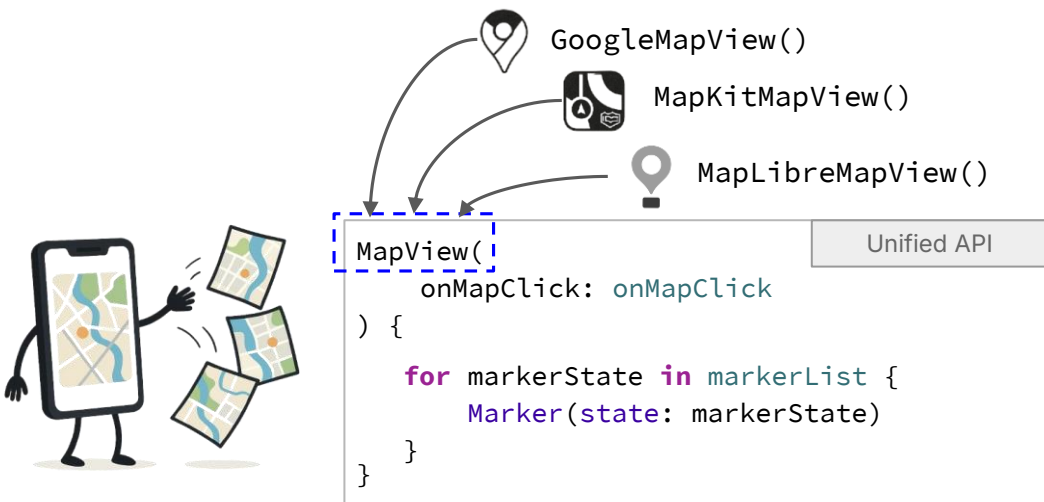 GoogleMapView()
MapKitMapView()
MapLibreMapView()
Unified API
MapView(
    onMapClick: onMapClick
) {
    for markerState in markerList {
        Marker(state: markerState)
    }
}